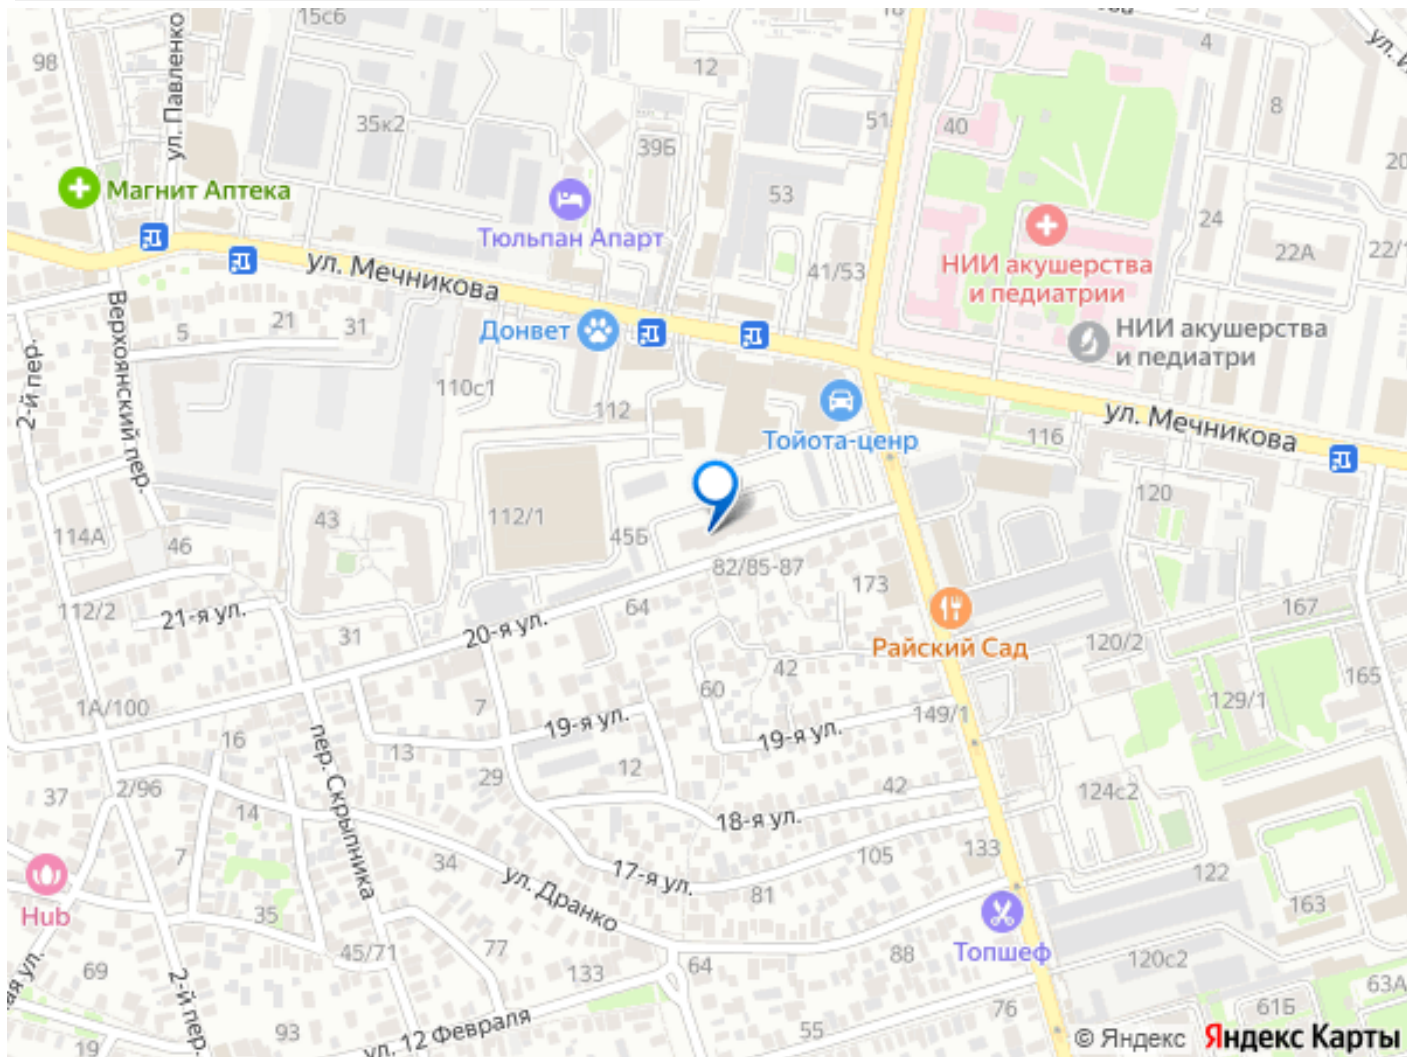 15с6
98
ул. Павленко
35к2
12
39Б
51
40
4
8
20
53
24
22А
22/1
Магнит Аптека
Тюльпан Апарт
НИИ акушерства
и педиатрии
41/53
ул. Мечникова
Донвет
НИИ акушерства
и педиатри
Верхоянский пер.
5
21
31
2-й пер.
110с1
112
Тойота-ценр
116
ул. Мечникова
120
114А
46
43
112/1
45Б
82/85-87
173
112/2
21-я ул.
31
20-я ул.
64
Райский Сад
167
120/2
165
42
60
129/1
1А/100
7
19-я ул.
19-я ул.
149/1
16
пер. Скрыпника
13
29
12
42
124с2
37
2/96
14
18-я ул.
7
34
ул. Дранко
17-я ул.
105
133
122
81
Hub
35
163
45/71
77
Топшеф
88
120с2
69
2-й пер.
133
64
63А
76
61Б
93
ул. 12 Февраля
55
19
© Яндекс Яндекс Карты